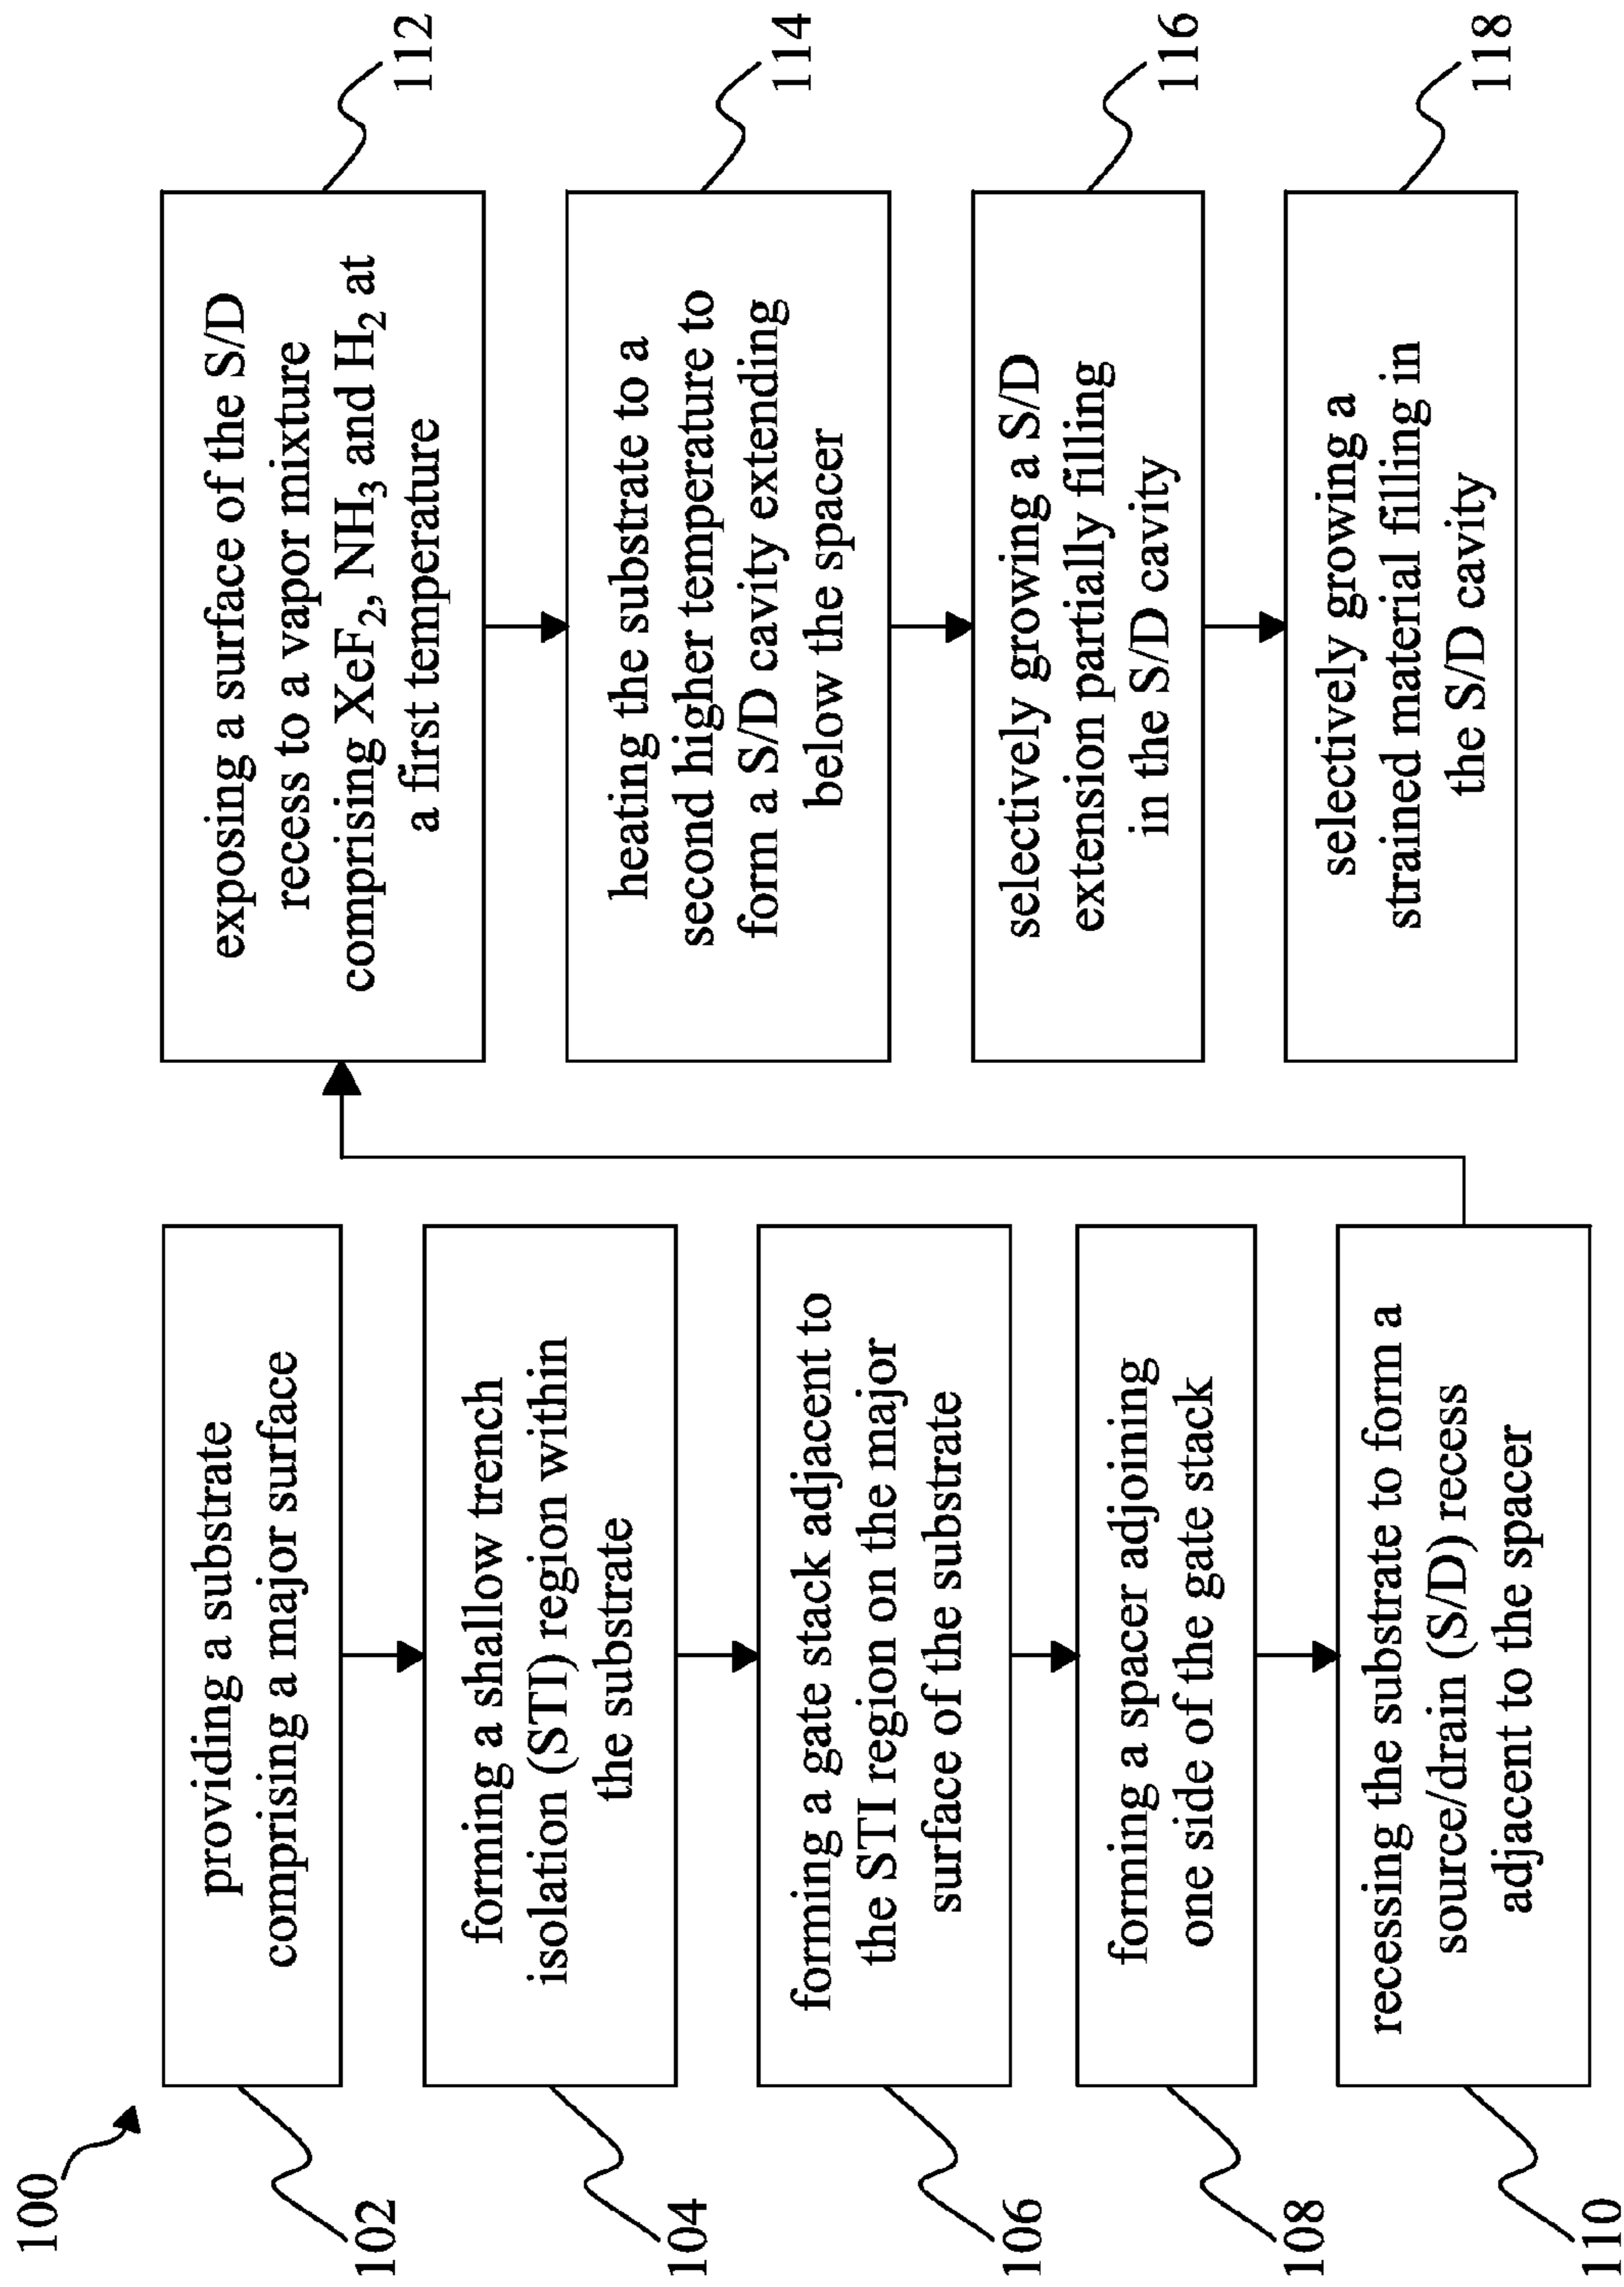 100
102
providing a substrate
comprising a major surface
104
forming a shallow trench
isolation (STI) region within
the substrate
106
forming a gate stack adjacent to
the STI region on the major
surface of the substrate
108
forming a spacer adjoining
one side of the gate stack
110
recessing the substrate to form a
source/drain (S/D) recess
adjacent to the spacer
112
exposing a surface of the S/D
recess to a vapor mixture
comprising XeF₂, NH₃ and H₂ at
a first temperature
114
heating the substrate to a
second higher temperature to
form a S/D cavity extending
below the spacer
116
selectively growing a S/D
extension partially filling
in the S/D cavity
118
selectively growing a
strained material filling in
the S/D cavity